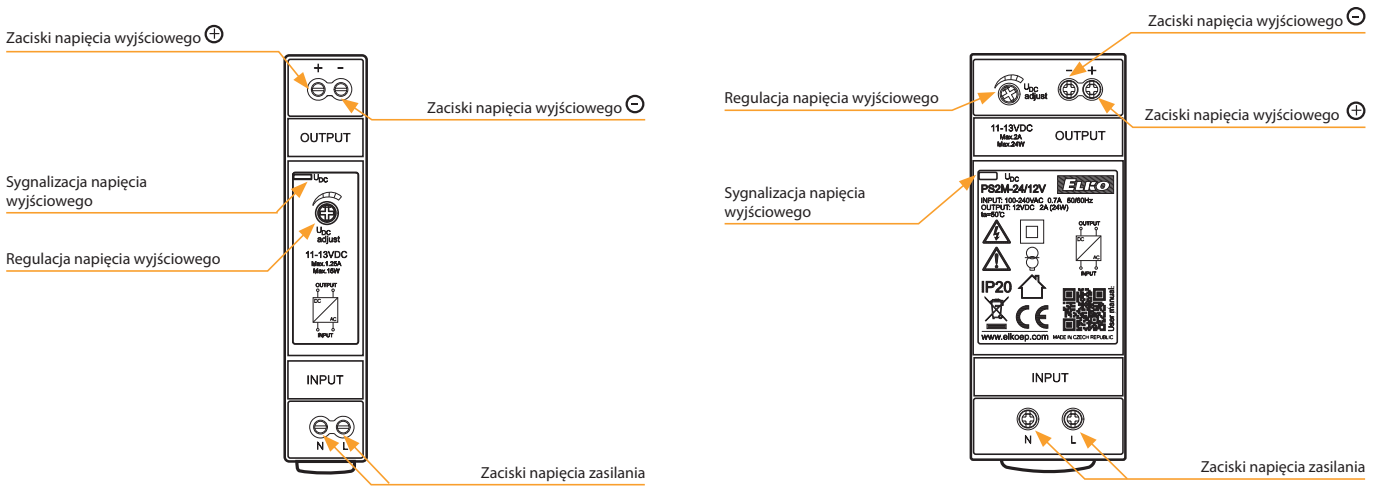 Zaciski napięcia wyjściowego ⊕
+ -
Zaciski napięcia wyjściowego ⊖
OUTPUT
Sygnalizacja napięcia
wyjściowego
UDC
UDC
adjust
Regulacja napięcia wyjściowego
11-13VDC
Max.1.25A
Max.15W
OUTPUT
DC
AC
INPUT
INPUT
N L
Zaciski napięcia zasilania
Zaciski napięcia wyjściowego ⊖
- +
Regulacja napięcia wyjściowego
UDC
adjust
Zaciski napięcia wyjściowego ⊕
11-13VDC
Max.2A
Max.24W
OUTPUT
Sygnalizacja napięcia
wyjściowego
UDC
PS2M-24/12V ELKO
INPUT: 100-240VAC 0.7A 50/60Hz
OUTPUT: 12VDC 2A (24W)
ta=50°C
OUTPUT
DC
AC
INPUT
IP20
CE
User manual:
www.elkoep.com MADE IN CZECH REPUBLIC
INPUT
N L
Zaciski napięcia zasilania